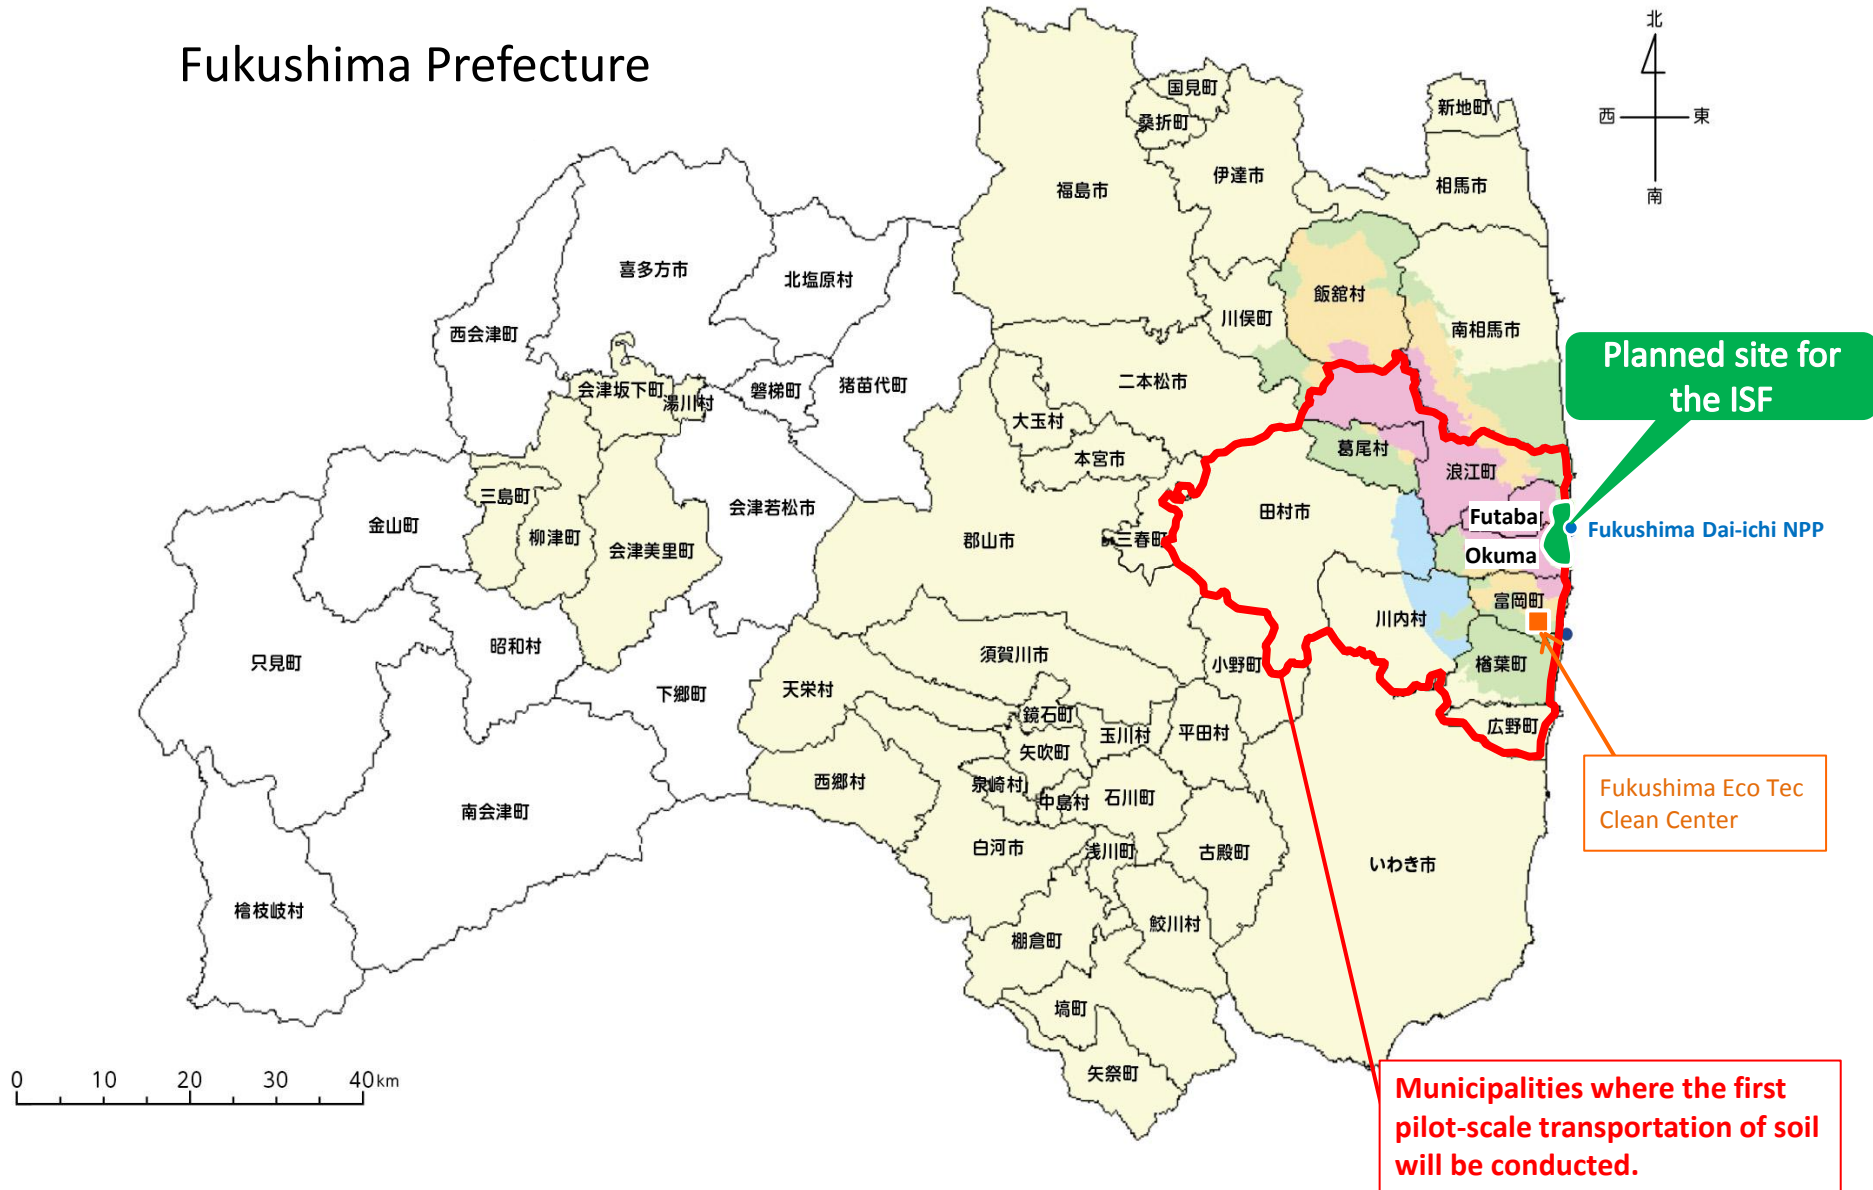 Fukushima Prefecture
北
西
東
南
国見町
桑折町
新地町
福島市
伊達市
相馬市
喜多方市
北塩原村
飯舘村
川俣町
南相馬市
西会津町
Planned site for
the ISF
会津坂下町
湯川村
磐梯町
猪苗代町
二本松市
大玉村
本宮市
葛尾村
浪江町
三島町
金山町
柳津町
会津美里町
会津若松市
郡山市
三春町
田村市
Futaba
Okuma
Fukushima Dai-ichi NPP
富岡町
川内村
昭和村
只見町
下郷町
須賀川市
天栄村
小野町
楢葉町
鏡石町
玉川村
平田村
広野町
矢吹町
西郷村
泉崎村
中島村
石川町
南会津町
白河市
浅川町
古殿町
いわき市
Fukushima Eco Tec
Clean Center
檜枝岐村
棚倉町
鮫川村
塙町
矢祭町
0
10
20
30
40km
Municipalities where the first
pilot-scale transportation of soil
will be conducted.